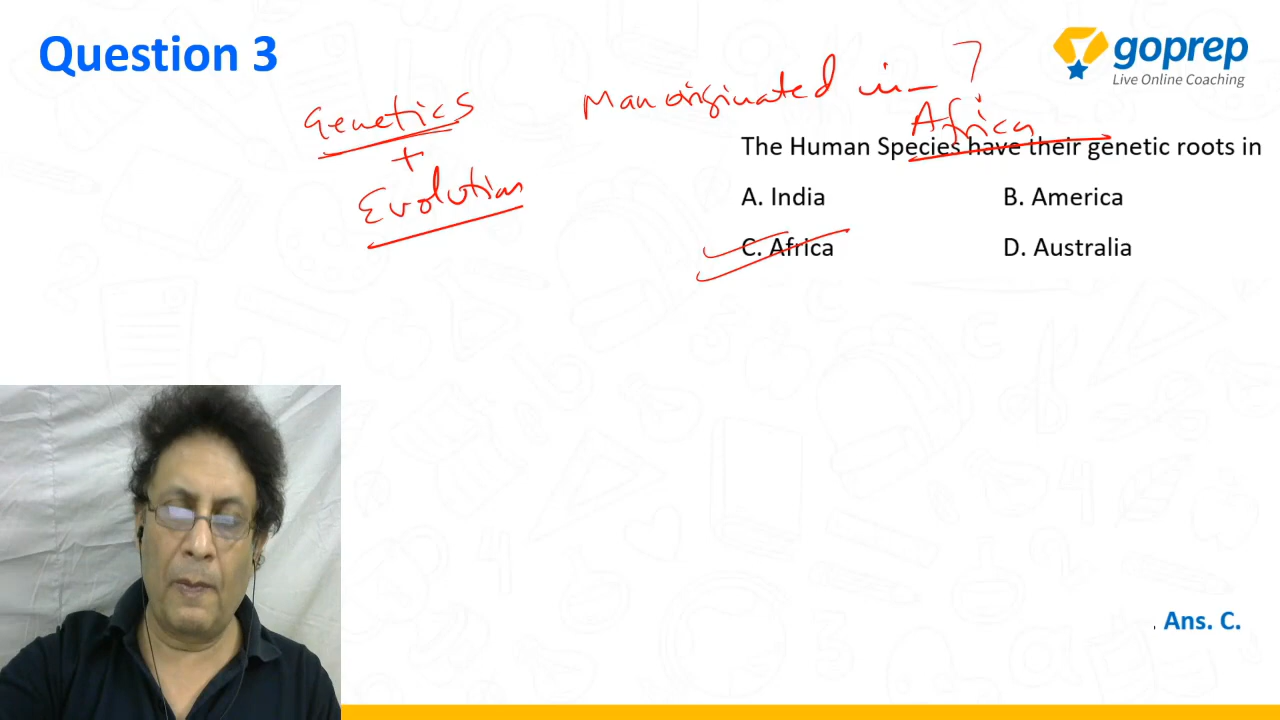 Question 3
goprep
Live Online Coaching
Genetics
+
Evolution
Man originated in – ?
Africa
The Human Species have their genetic roots in
A. India
B. America
C. Africa
D. Australia
. Ans. C.